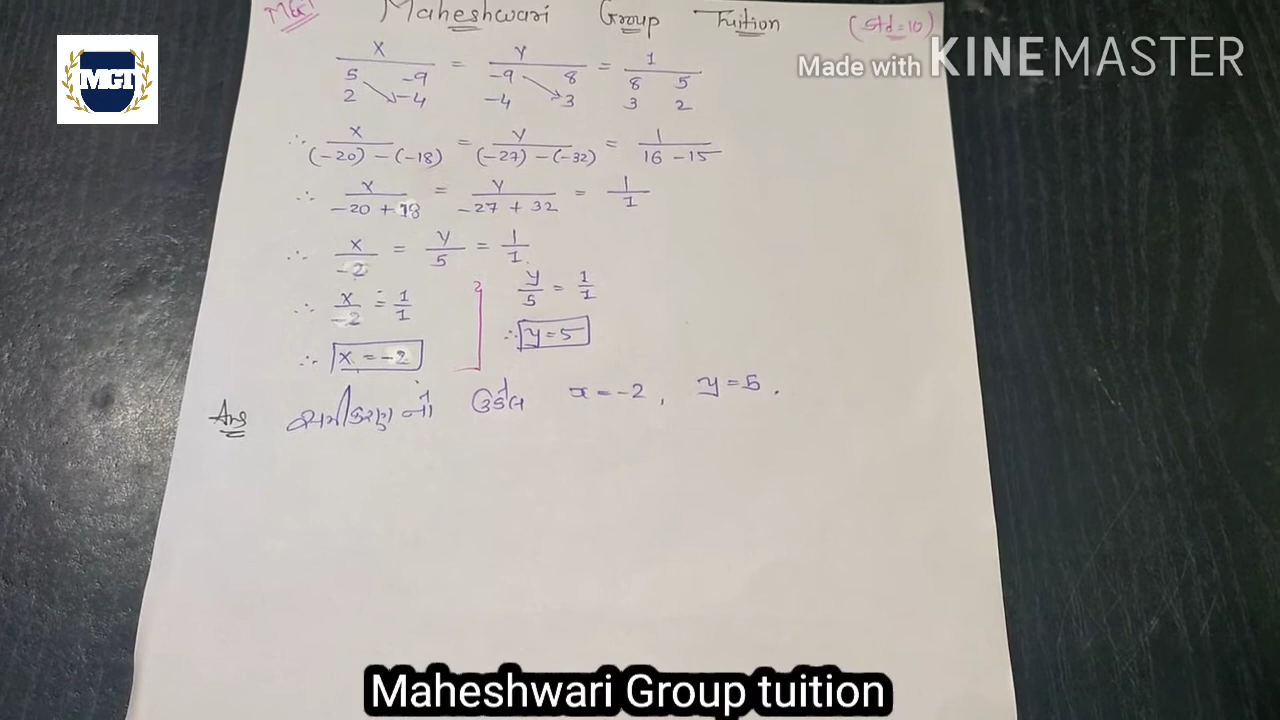 Maths Maheshwari Group Tuition (Std=10)
MGT
Made with KINEMASTER
x y 1
5 -9 = -9 8 = 8 5
2 -4 -4 3 3 2
∴ x/(-20)-(-18) = y/(-27)-(-32) = 1/16-15
∴ x/-20+18 = y/-27+32 = 1/1
∴ x/-2 = y/5 = 1/1
∴ x/-2 = 1/1 y/5 = 1/1
∴ x = -2 ∴ y = 5
Ans સમીકરણનો ઉકેલ x = -2, y = 5.
Maheshwari Group tuition